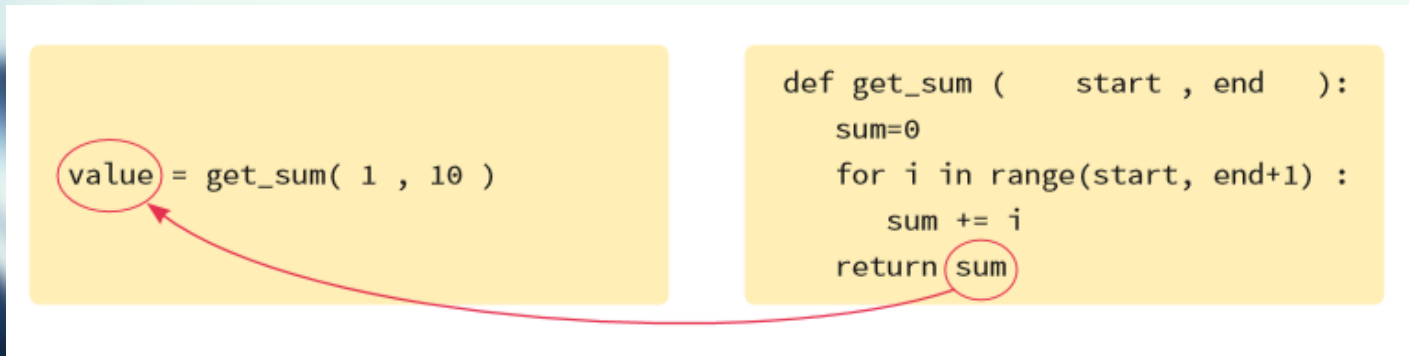 value = get_sum( 1 , 10 )
def get_sum (    start , end   ):
sum=0
for i in range(start, end+1) :
sum += i
return sum